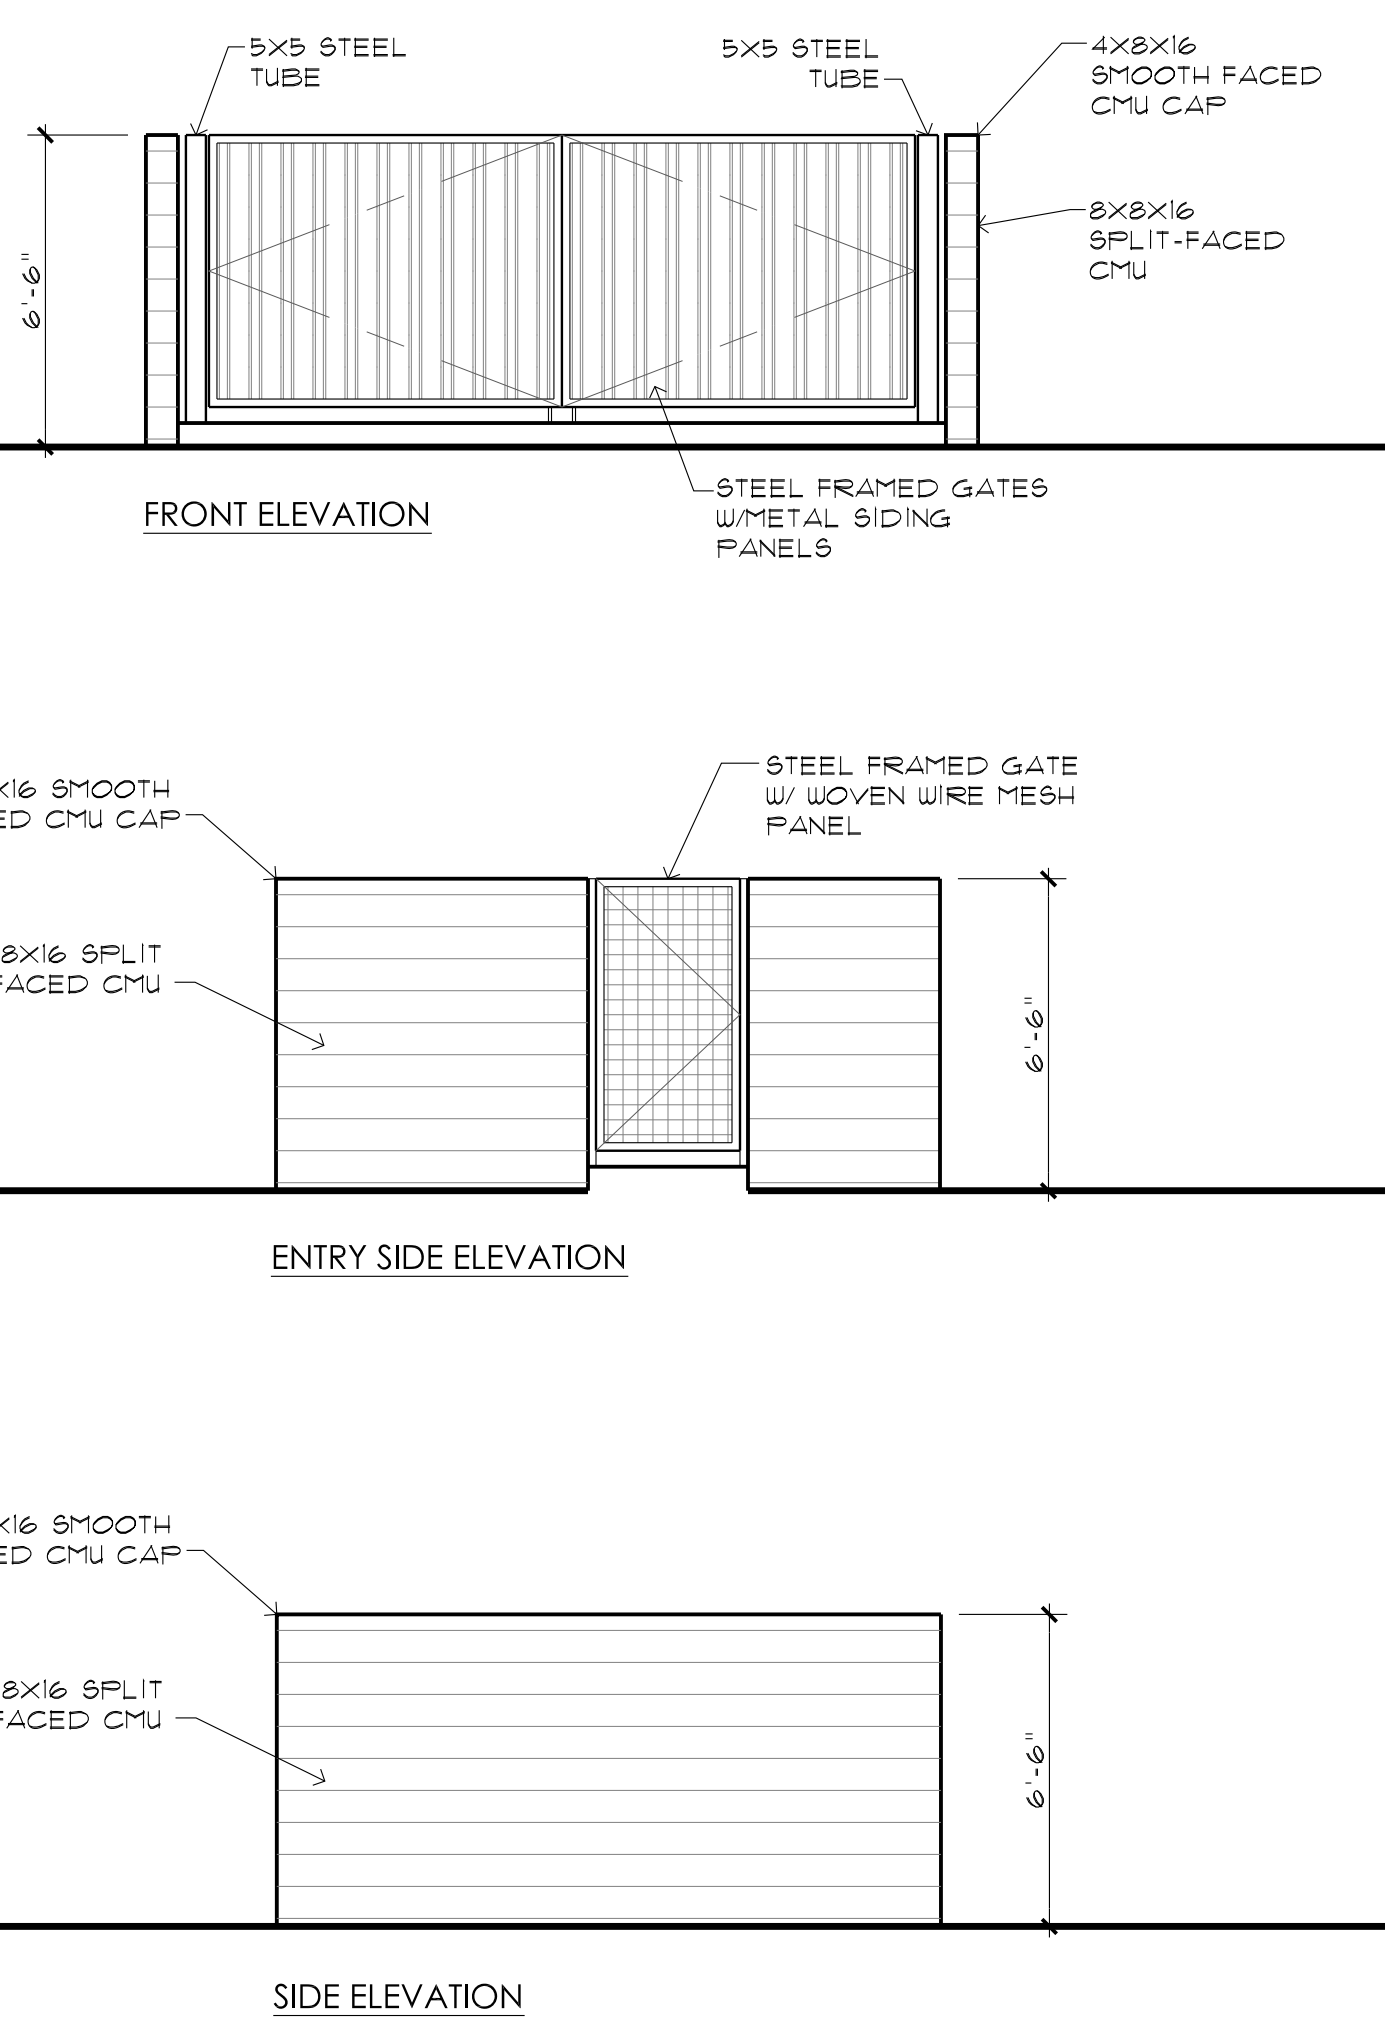 5X5 STEEL
TUBE
5X5 STEEL
TUBE
4X8X16
SMOOTH FACED
CMU CAP
8X8X16
SPLIT-FACED
CMU
6'-6"
STEEL FRAMED GATES
W/METAL SIDING
PANELS
FRONT ELEVATION
STEEL FRAMED GATE
W/ WOVEN WIRE MESH
PANEL
X16 SMOOTH
ED CMU CAP
8X16 SPLIT
FACED CMU
6'-6"
ENTRY SIDE ELEVATION
X16 SMOOTH
ED CMU CAP
8X16 SPLIT
FACED CMU
6'-6"
SIDE ELEVATION